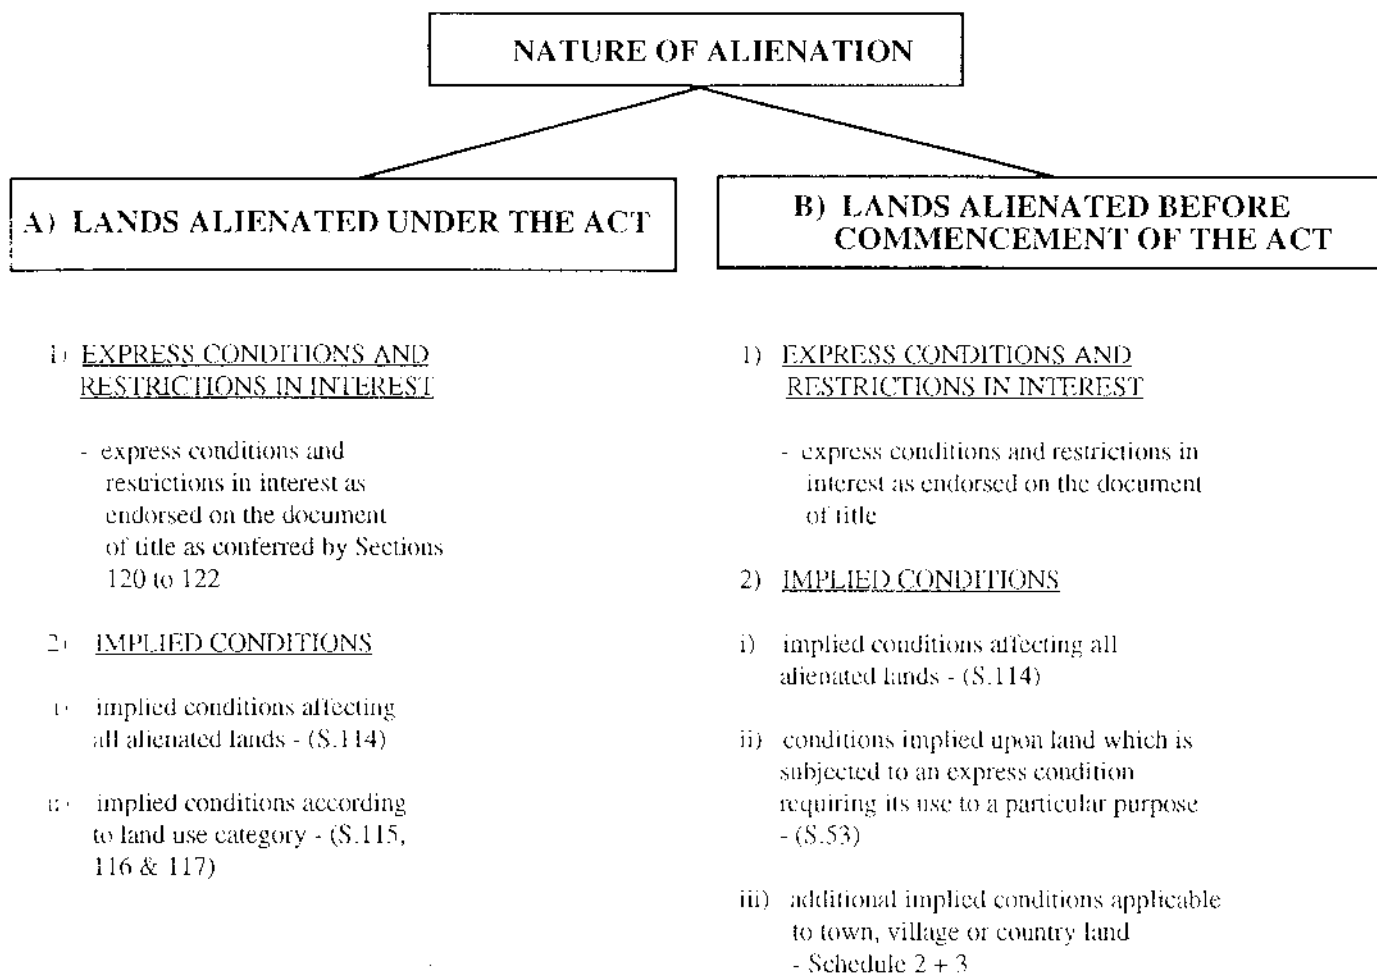 NATURE OF ALIENATION
A) LANDS ALIENATED UNDER THE ACT
1) EXPRESS CONDITIONS AND
RESTRICTIONS IN INTEREST
- express conditions and
restrictions in interest as
endorsed on the document
of title as conferred by Sections
120 to 122
2) IMPLIED CONDITIONS
i) implied conditions affecting
all alienated lands - (S.114)
ii) implied conditions according
to land use category - (S.115,
116 & 117)
B) LANDS ALIENATED BEFORE
COMMENCEMENT OF THE ACT
1) EXPRESS CONDITIONS AND
RESTRICTIONS IN INTEREST
- express conditions and restrictions in
interest as endorsed on the document
of title
2) IMPLIED CONDITIONS
i) implied conditions affecting all
alienated lands - (S.114)
ii) conditions implied upon land which is
subjected to an express condition
requiring its use to a particular purpose
- (S.53)
iii) additional implied conditions applicable
to town, village or country land
- Schedule 2 + 3